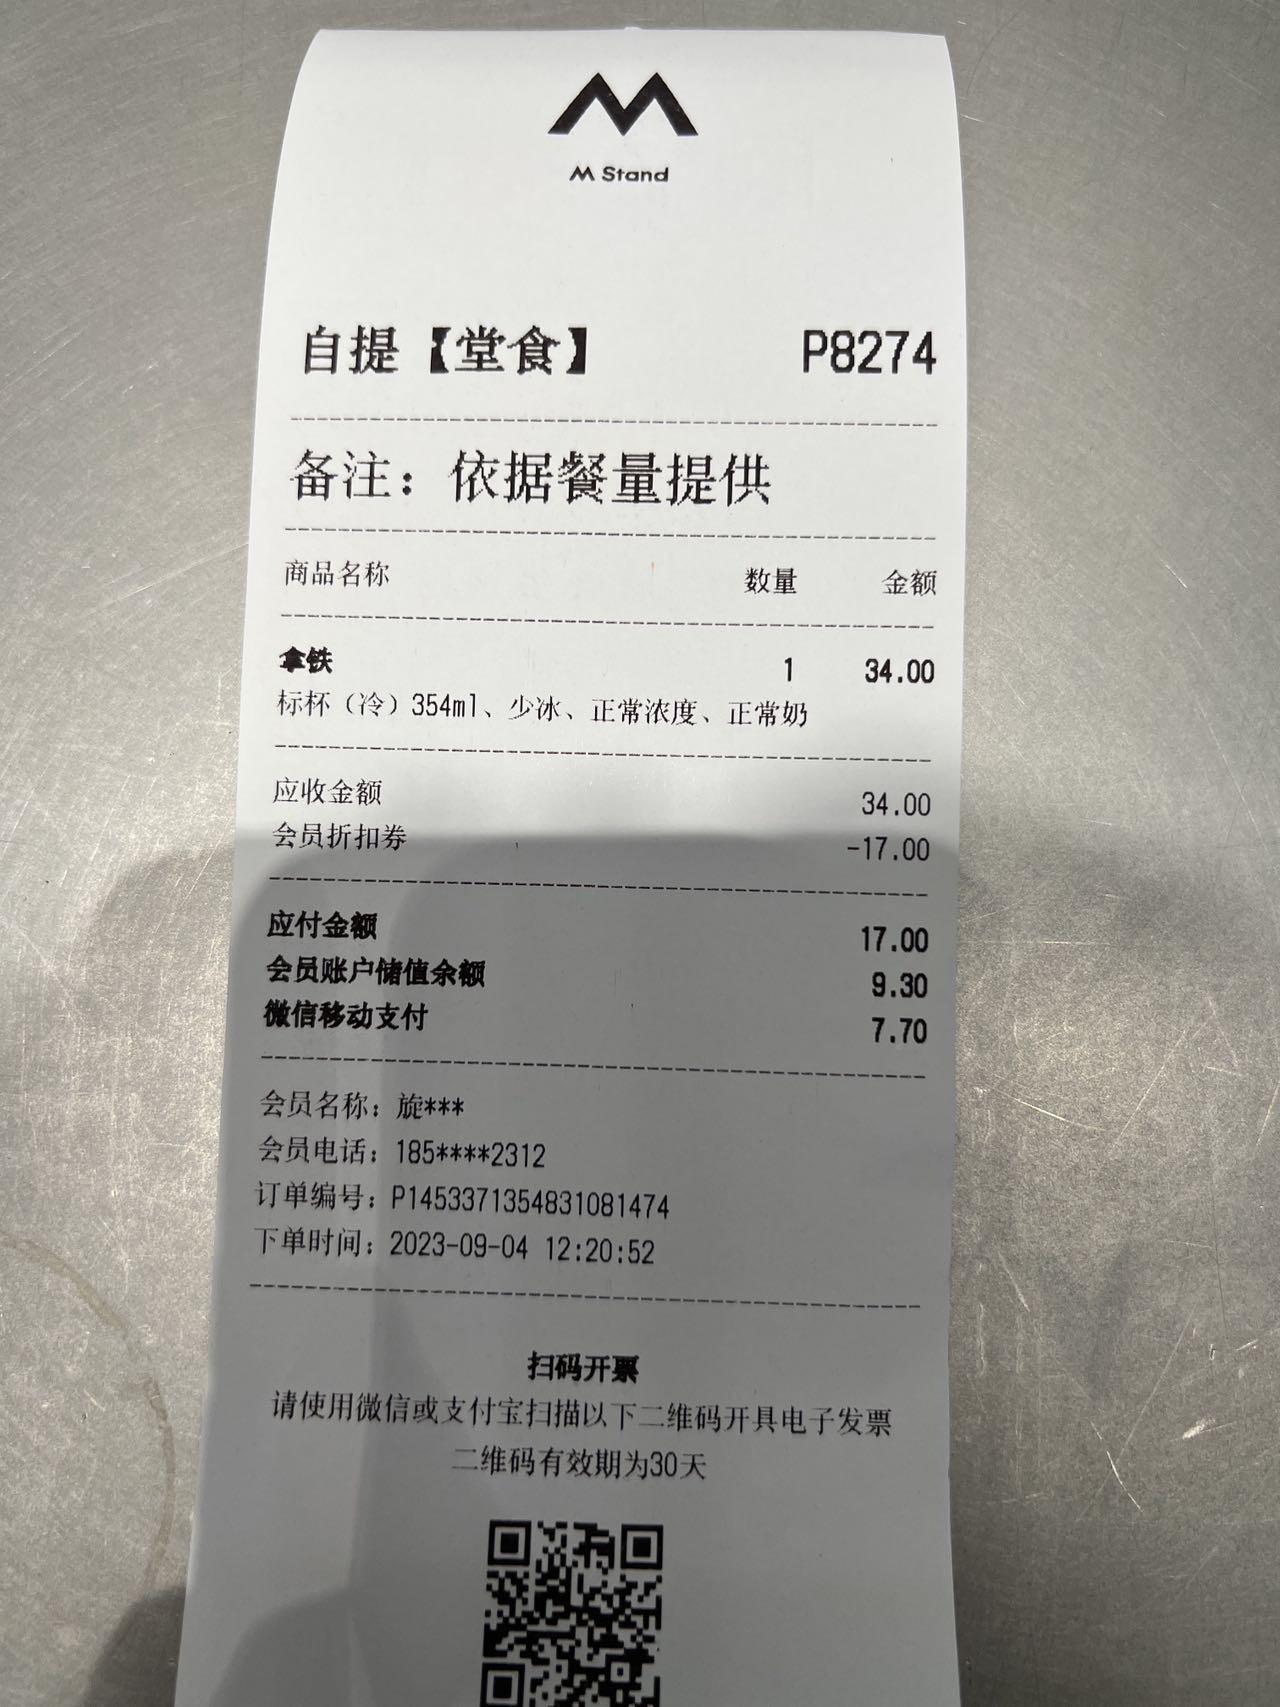 M Stand
自提【堂食】 P8274
备注：依据餐量提供
商品名称 数量 金额
拿铁 1 34.00
标杯（冷）354ml、少冰、正常浓度、正常奶
应收金额 34.00
会员折扣券 -17.00
应付金额 17.00
会员账户储值余额 9.30
微信移动支付 7.70
会员名称：旋***
会员电话：185****2312
订单编号：P1453371354831081474
下单时间：2023-09-04 12:20:52
扫码开票
请使用微信或支付宝扫描以下二维码开具电子发票
二维码有效期为30天